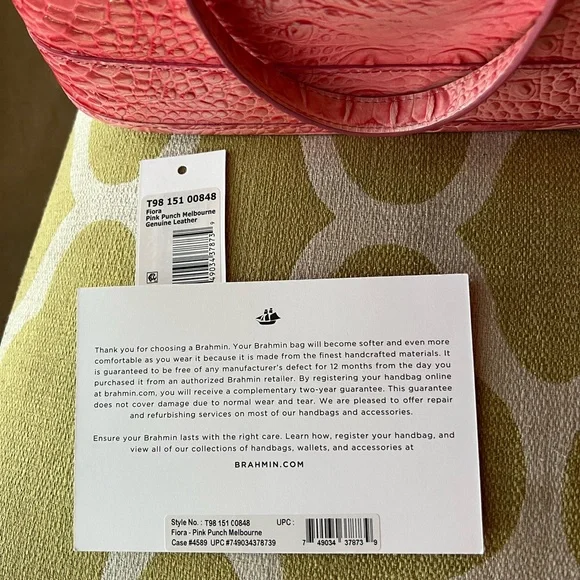 T98 151 00848
Fiora
Pink Punch Melbourne
Genuine Leather
49034 37873 9
Thank you for choosing a Brahmin. Your Brahmin bag will become softer and even more
comfortable as you wear it because it is made from the finest handcrafted materials. It
is guaranteed to be free of any manufacturer's defect for 12 months from the day you
purchased it from an authorized Brahmin retailer. By registering your handbag online
at brahmin.com, you will receive a complementary two-year guarantee. This guarantee
does not cover damage due to normal wear and tear. We are pleased to offer repair
and refurbishing services on most of our handbags and accessories.
Ensure your Brahmin lasts with the right care. Learn how, register your handbag, and
view all of our collections of handbags, wallets, and accessories at
BRAHMIN.COM
Style No.: T98 151 00848 UPC:
Fiora - Pink Punch Melbourne
Case #4589 UPC #749034378739
7 49034 37873 9